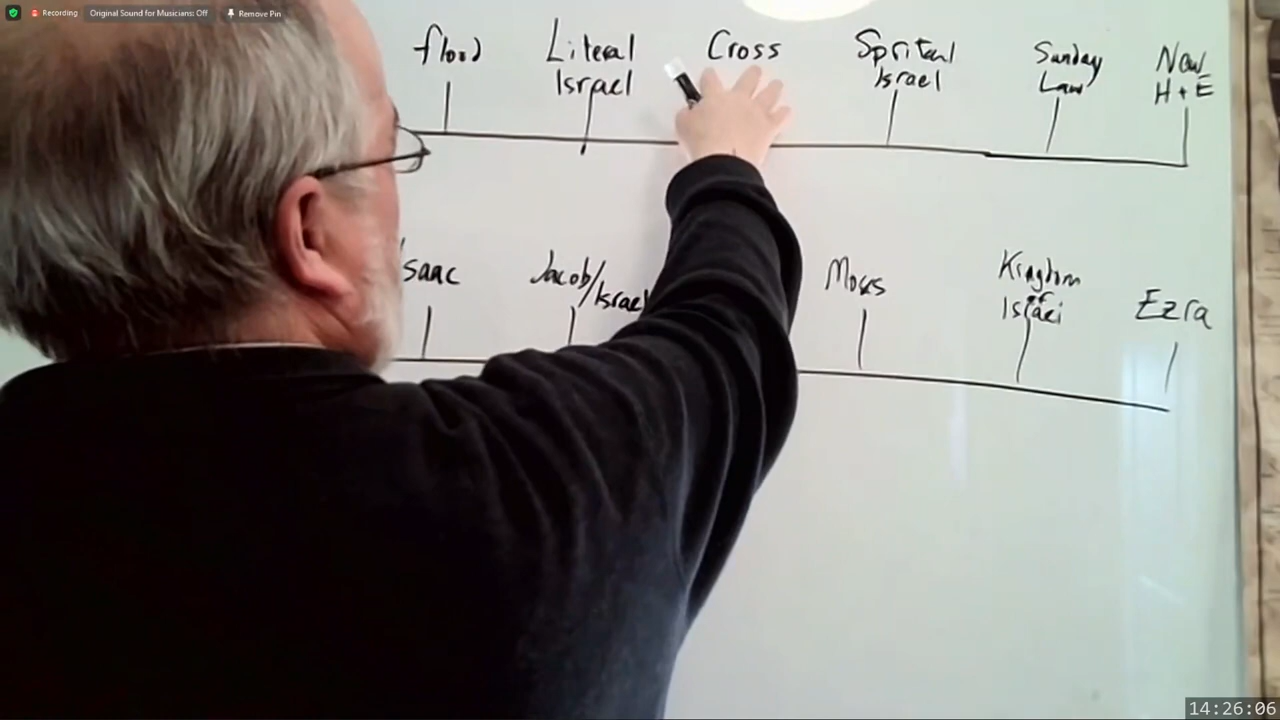 Recording
Original Sound for Musicians: Off
Remove Pin
flood
Literal
Israel
Cross
Spritual
Israel
Sunday
Law
New
H + E
Isaac
Jacob/Israel
Moses
Kingdom
of
Israel
Ezra
14:26:06